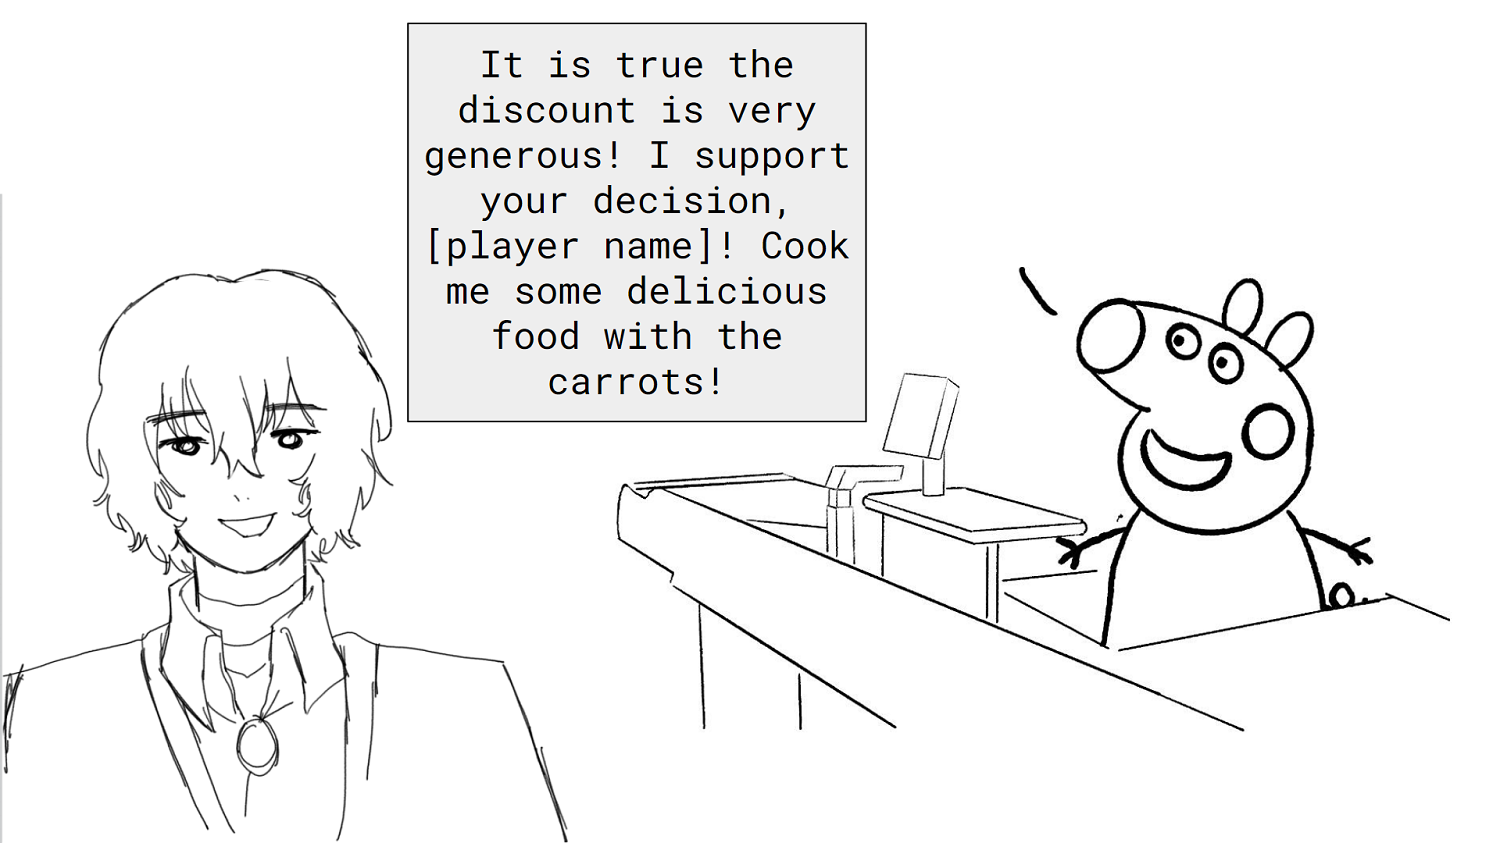 It is true the
discount is very
generous! I support
your decision,
[player name]! Cook
me some delicious
food with the
carrots!